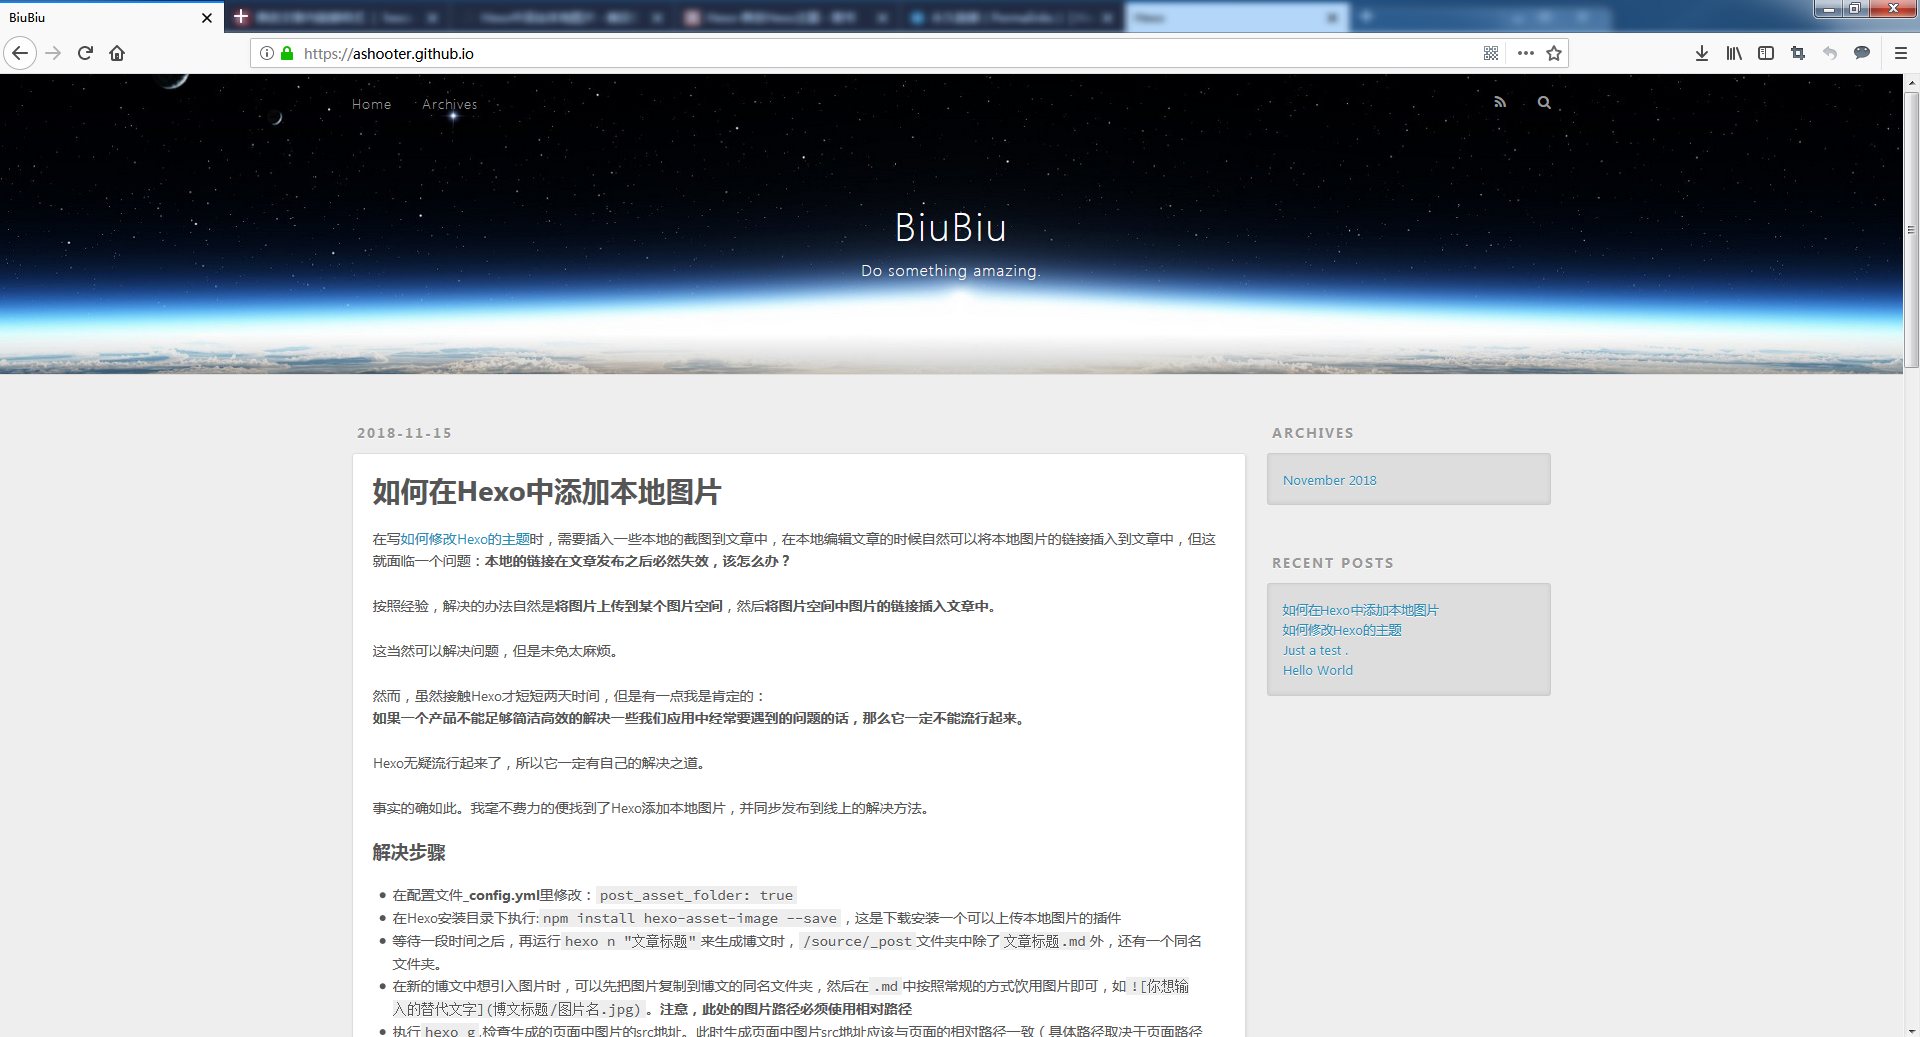 BiuBiu
Hexo
https://ashooter.github.io
Home Archives
BiuBiu
Do something amazing.
2018-11-15
如何在Hexo中添加本地图片
在写如何修改Hexo的主题时，需要插入一些本地的截图到文章中，在本地编辑文章的时候自然可以将本地图片的链接插入到文章中，但这
就面临一个问题：本地的链接在文章发布之后必然失效，该怎么办？
按照经验，解决的办法自然是将图片上传到某个图片空间，然后将图片空间中图片的链接插入文章中。
这当然可以解决问题，但是未免太麻烦。
然而，虽然接触Hexo才短短两天时间，但是有一点我是肯定的：
如果一个产品不能足够简洁高效的解决一些我们应用中经常要遇到的问题的话，那么它一定不能流行起来。
Hexo无疑流行起来了，所以它一定有自己的解决之道。
事实的确如此。我毫不费力的便找到了Hexo添加本地图片，并同步发布到线上的解决方法。
解决步骤
在配置文件_config.yml里修改：post_asset_folder: true
在Hexo安装目录下执行:npm install hexo-asset-image --save，这是下载安装一个可以上传本地图片的插件
等待一段时间之后，再运行hexo n "文章标题"来生成博文时，/source/_post文件夹中除了文章标题.md外，还有一个同名
文件夹。
在新的博文中想引入图片时，可以先把图片复制到博文的同名文件夹，然后在.md中按照常规的方式饮用图片即可，如![你想输
入的替代文字](博文标题/图片名.jpg)。注意，此处的图片路径必须使用相对路径
执行hexo g,检查生成的页面中图片的src地址。此时生成页面中图片src地址应该与页面的相对路径一致（具体路径取决于页面路径
ARCHIVES
November 2018
RECENT POSTS
如何在Hexo中添加本地图片
如何修改Hexo的主题
Just a test .
Hello World